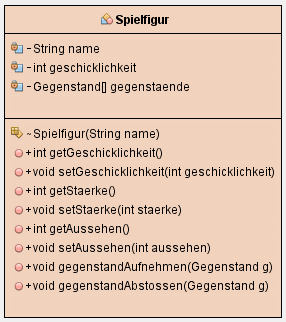 Spielfigur
- String name
- int geschicklichkeit
- Gegenstand[] gegenstaende
~ Spielfigur(String name)
+ int getGeschicklichkeit()
+ void setGeschicklichkeit(int geschicklichkeit)
+ int getStaerke()
+ void setStaerke(int staerke)
+ int getAussehen()
+ void setAussehen(int aussehen)
+ void gegenstandAufnehmen(Gegenstand g)
+ void gegenstandAbstossen(Gegenstand g)